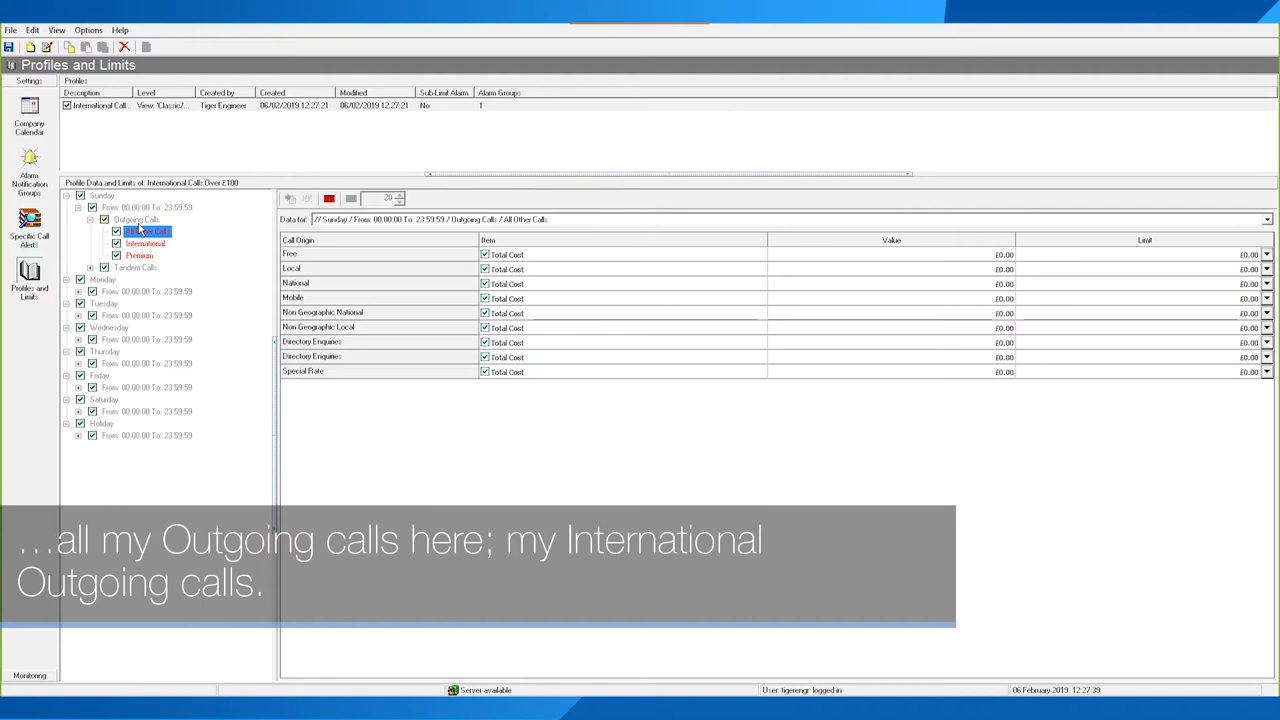 File Edit View Options Help
Profiles and Limits
Settings
Profiles
Description Level Created by Created Modified Sub-Limit Alarm Alarm Groups
International Call... View: 'Classic/... Tiger Engineer 06/02/2019 12:27:21 06/02/2019 12:27:21 No 1
Company
Calendar
Alarm
Notification
Groups
Specific Call
Alerts
Profiles and
Limits
Monitoring
Profile Data and Limits of: International Calls Over £100
Sunday
From: 00:00:00 To: 23:59:59
Outgoing Calls
All Other Calls
International
Premium
Tandem Calls
Monday
From: 00:00:00 To: 23:59:59
Tuesday
From: 00:00:00 To: 23:59:59
Wednesday
From: 00:00:00 To: 23:59:59
Thursday
From: 00:00:00 To: 23:59:59
Friday
From: 00:00:00 To: 23:59:59
Saturday
From: 00:00:00 To: 23:59:59
Holiday
From: 00:00:00 To: 23:59:59
20
Data for: // Sunday / From: 00:00:00 To: 23:59:59 / Outgoing Calls / All Other Calls
Call Origin Item Value Limit
Free Total Cost £0.00 £0.00
Local Total Cost £0.00 £0.00
National Total Cost £0.00 £0.00
Mobile Total Cost £0.00 £0.00
Non Geographic National Total Cost £0.00 £0.00
Non Geographic Local Total Cost £0.00 £0.00
Directory Enquiries Total Cost £0.00 £0.00
Directory Enquiries Total Cost £0.00 £0.00
Special Rate Total Cost £0.00 £0.00
...all my Outgoing calls here; my International
Outgoing calls.
Server available User: tigerengr logged in 06 February 2019 12:27:39